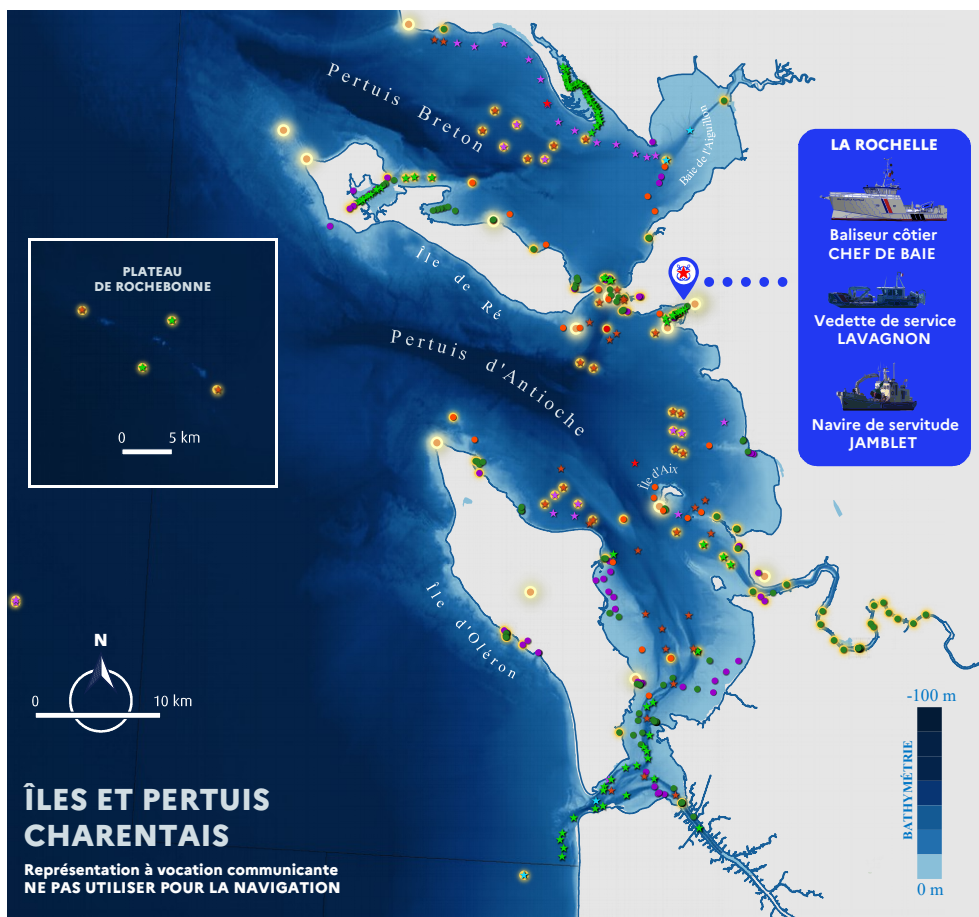 Pertuis Breton
Baie de l'Aiguillon
LA ROCHELLE
Baliseur côtier
CHEF DE BAIE
Vedette de service
LAVAGNON
Navire de servitude
JAMBLET
Île de Ré
PLATEAU
DE ROCHEBONNE
0 5 km
Pertuis d'Antioche
Île d'Aix
Île d'Oléron
N
0 10 km
-100 m
BATHYMÉTRIE
0 m
ÎLES ET PERTUIS
CHARENTAIS
Représentation à vocation communicante
NE PAS UTILISER POUR LA NAVIGATION